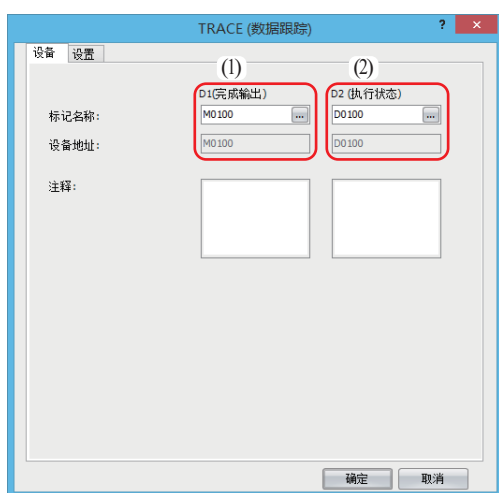 TRACE (数据跟踪)
?
×
设备 设置
(1) (2)
D1(完成输出) D2 (执行状态)
标记名称: M0100 ... D0100 ...
设备地址: M0100 D0100
注释:
确定 取消